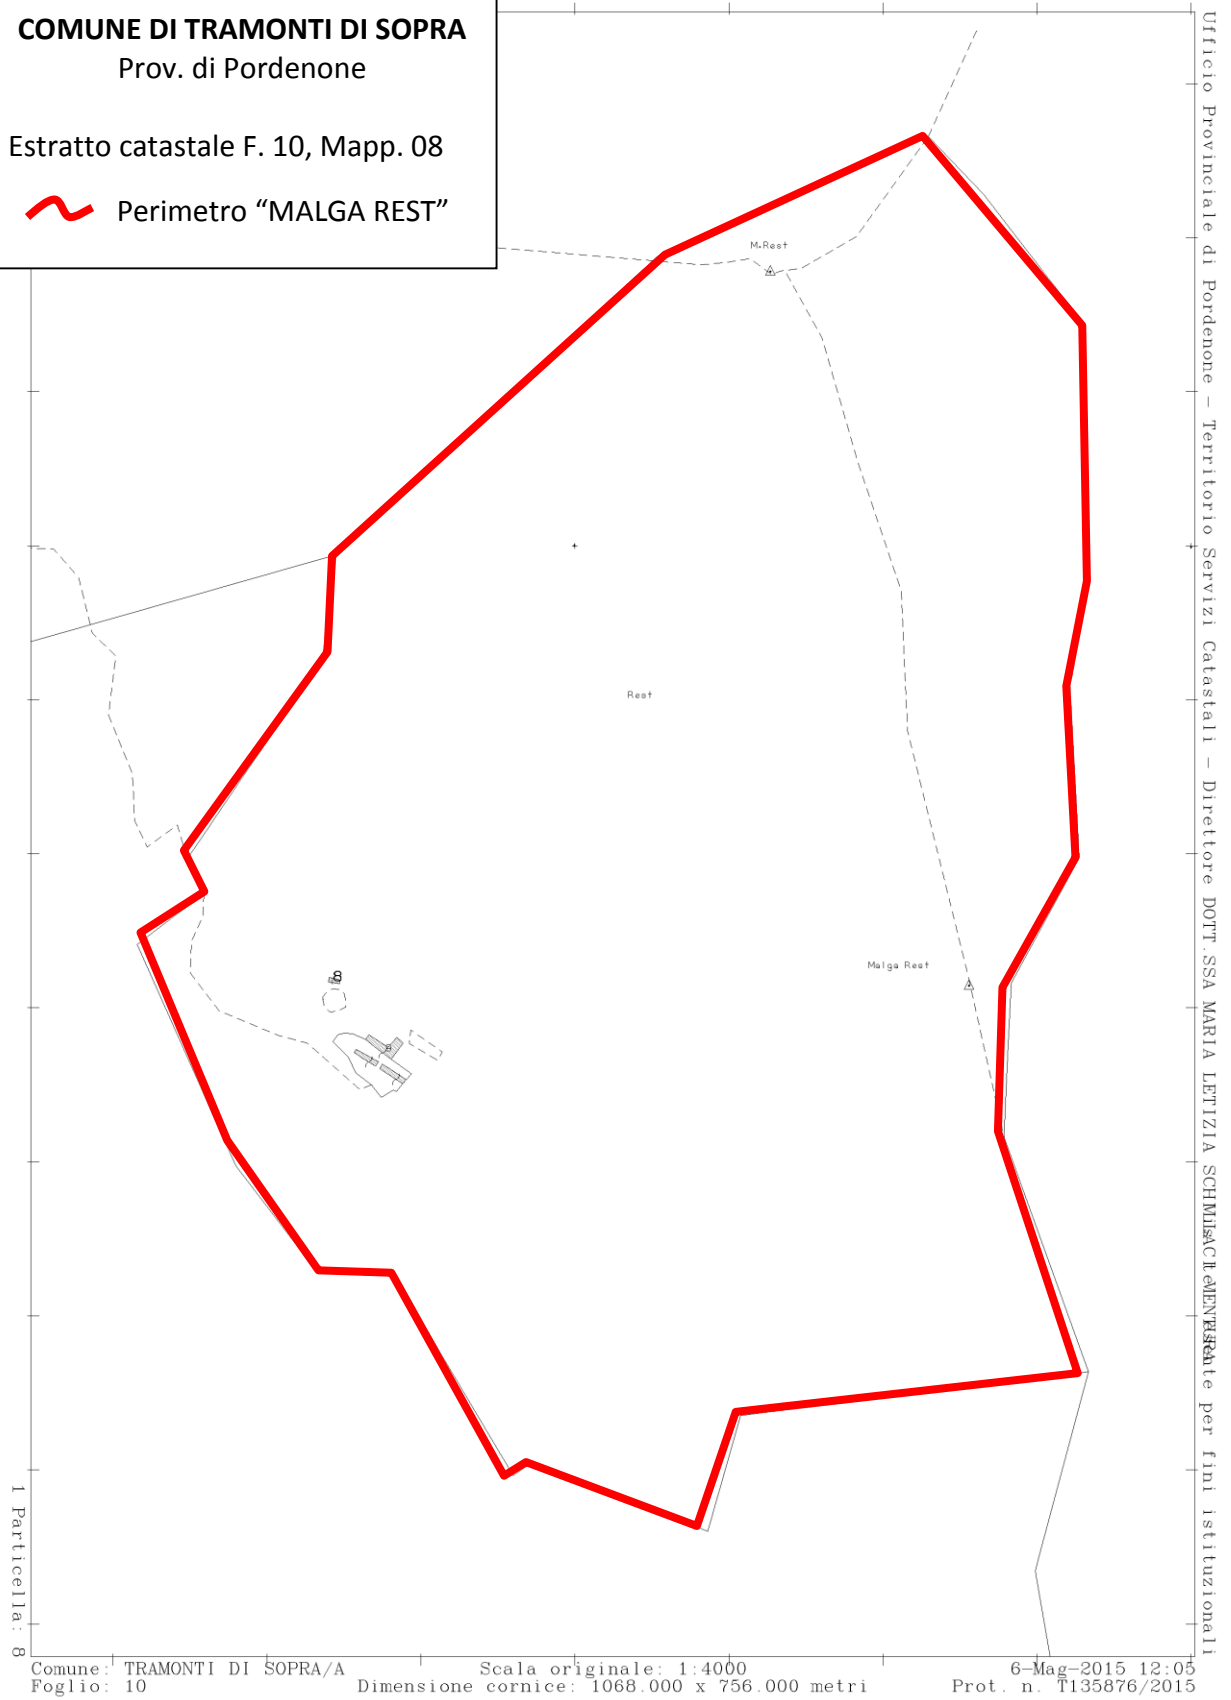 COMUNE DI TRAMONTI DI SOPRA
Prov. di Pordenone
Estratto catastale F. 10, Mapp. 08
Perimetro “MALGA REST”
M.Rest
Rest
Malga Rest
8
Ufficio Provinciale di Pordenone - Territorio Servizi Catastali - Direttore DOTT.SSA MARIA LETIZIA
per fini istituzionali
1 Particella: 8
Comune: TRAMONTI DI SOPRA/A
Foglio: 10
Scala originale: 1:4000
Dimensione cornice: 1068.000 x 756.000 metri
6-Mag-2015 12:05
Prot. n. T135876/2015